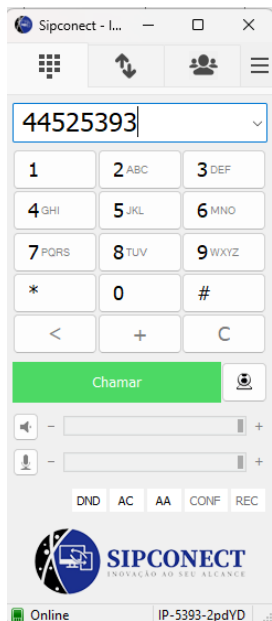 Sipconect - I...
44525393
1 2 ABC 3 DEF
4 GHI 5 JKL 6 MNO
7 PQRS 8 TUV 9 WXYZ
* 0 #
< + C
Chamar
- +
- +
DND AC AA CONF REC
SIPCONECT
INOVAÇÃO AO SEU ALCANCE
Online IP-5393-2pdYD